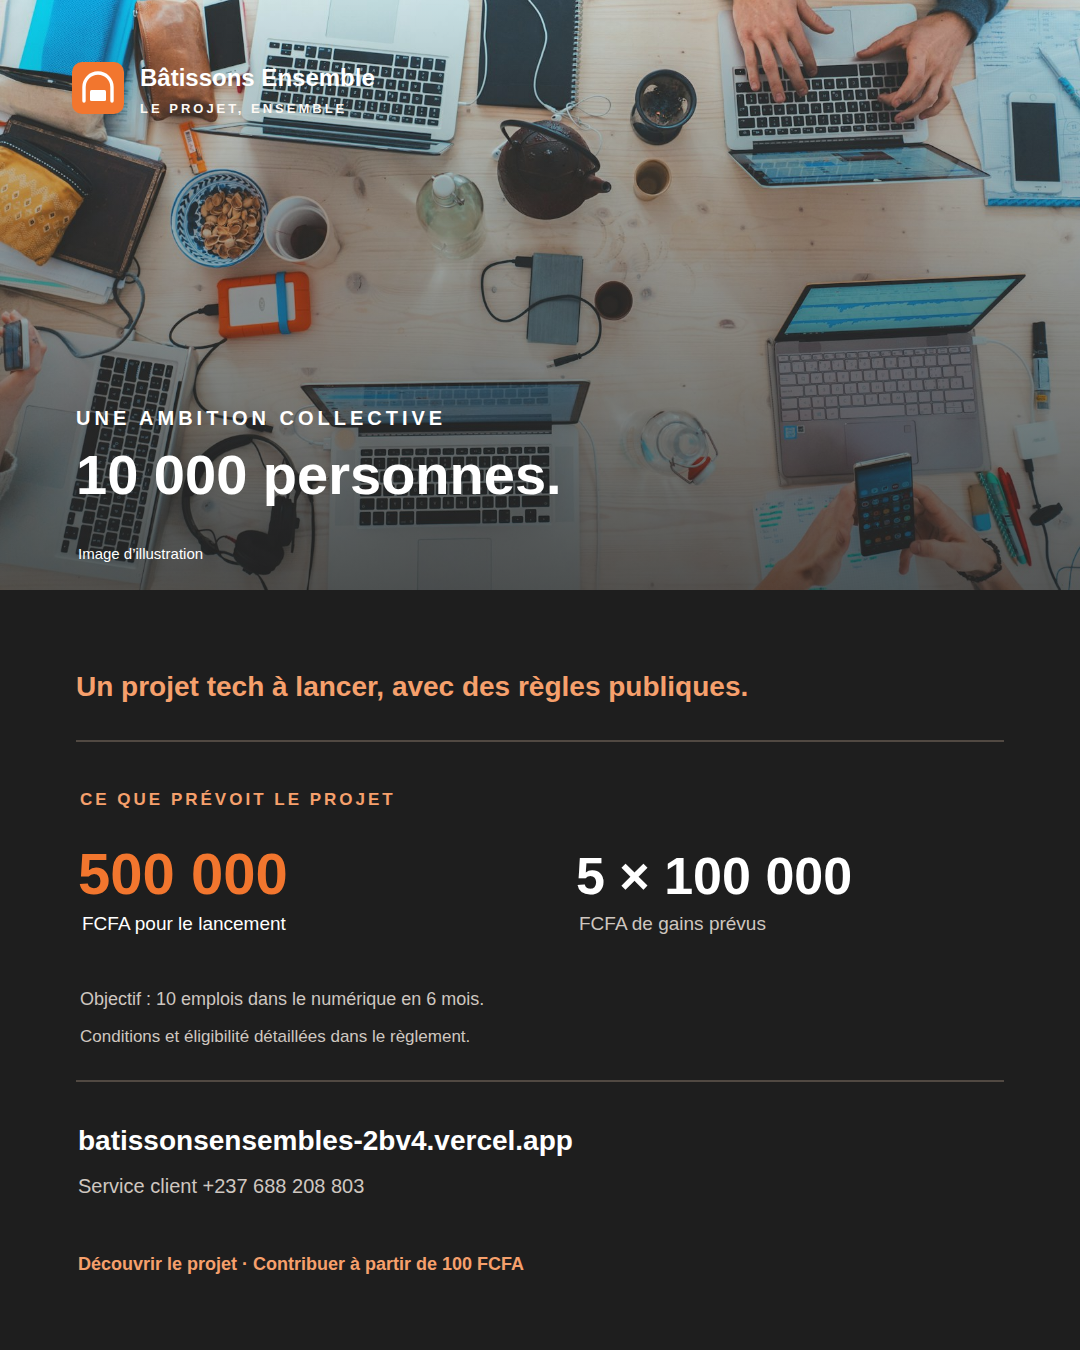 Bâtissons Ensemble
LE PROJET, ENSEMBLE
UNE AMBITION COLLECTIVE
10 000 personnes.
Image d'illustration
Un projet tech à lancer, avec des règles publiques.
CE QUE PRÉVOIT LE PROJET
500 000
FCFA pour le lancement
5 × 100 000
FCFA de gains prévus
Objectif : 10 emplois dans le numérique en 6 mois.
Conditions et éligibilité détaillées dans le règlement.
batissonsensembles-2bv4.vercel.app
Service client +237 688 208 803
Découvrir le projet · Contribuer à partir de 100 FCFA